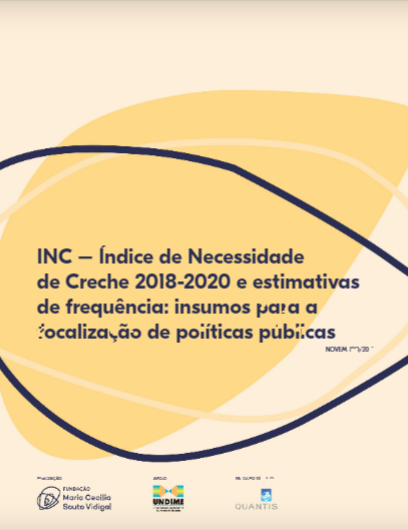 INC – Índice de Necessidade
de Creche 2018-2020 e estimativas
de frequência: insumos para a
focalização de políticas públicas
FUNDAÇÃO
Maria Cecilia
Souto Vidigal
UNDIME
QUANTIS